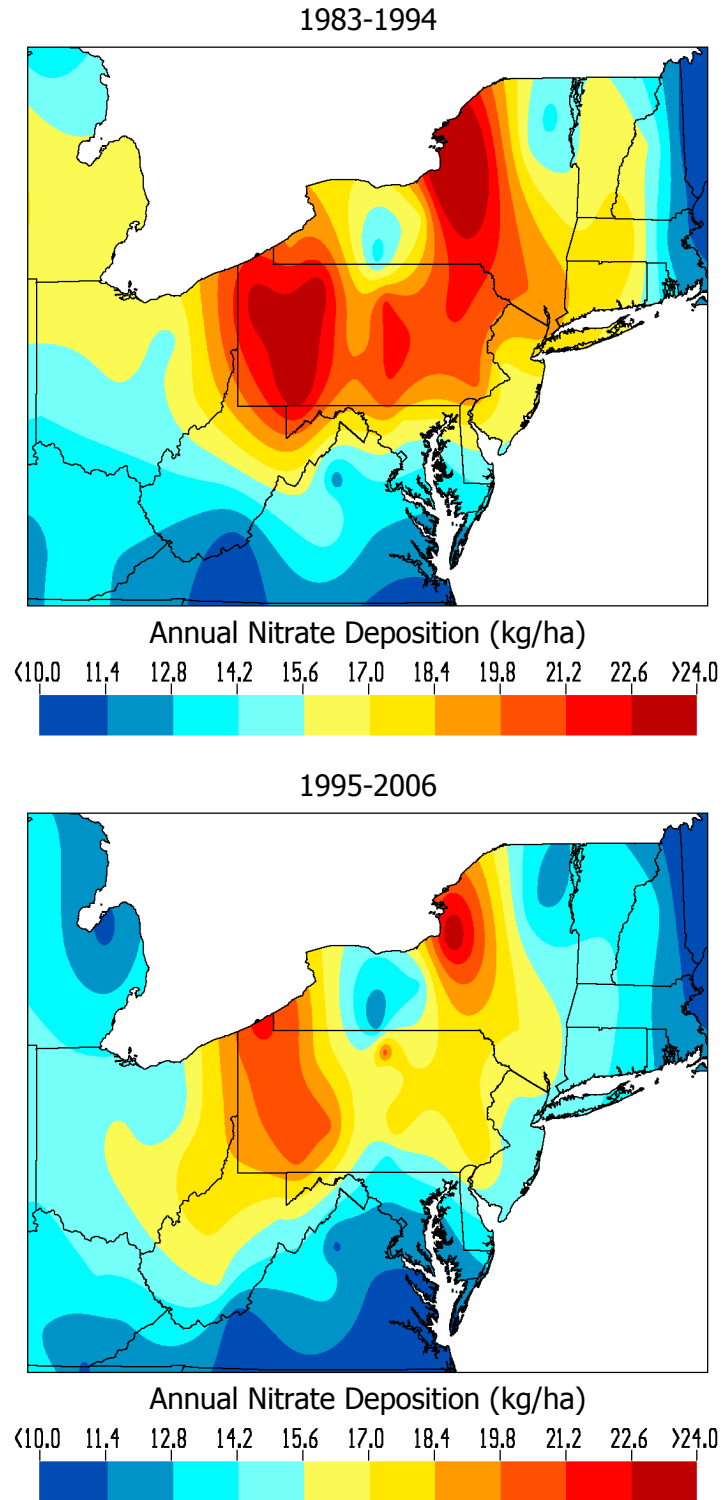 1983-1994
Annual Nitrate Deposition (kg/ha)
<10.0 11.4 12.8 14.2 15.6 17.0 18.4 19.8 21.2 22.6 >24.0
1995-2006
Annual Nitrate Deposition (kg/ha)
<10.0 11.4 12.8 14.2 15.6 17.0 18.4 19.8 21.2 22.6 >24.0